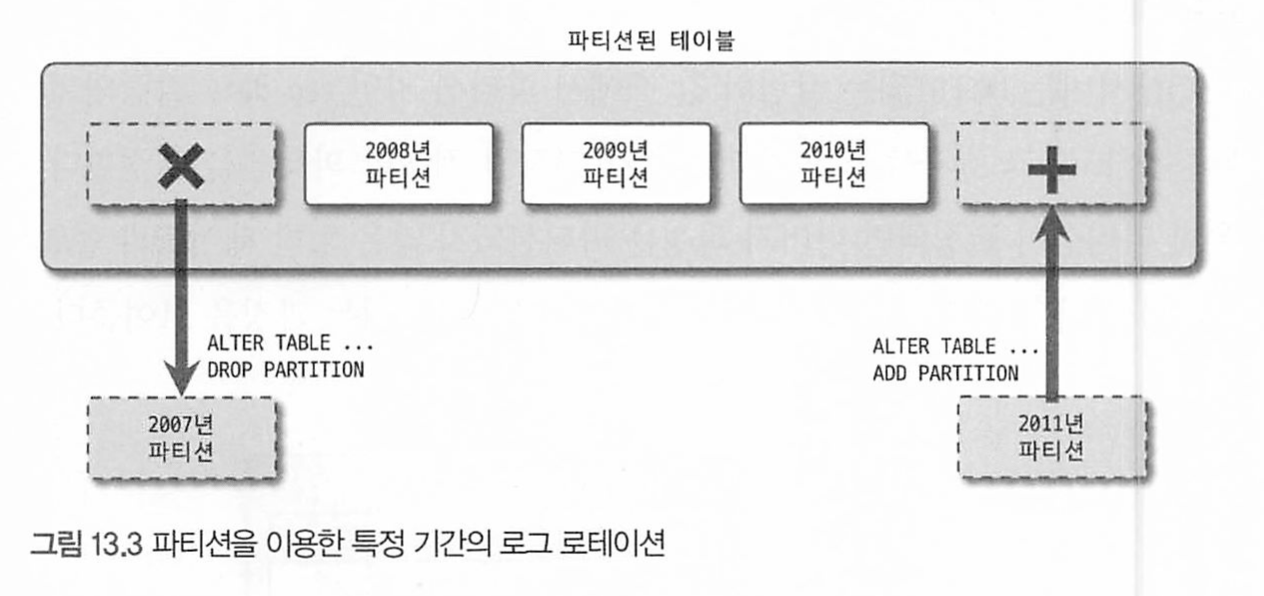 파티션된 테이블
2008년
파티션
2009년
파티션
2010년
파티션
ALTER TABLE ...
DROP PARTITION
ALTER TABLE ...
ADD PARTITION
2007년
파티션
2011년
파티션
그림 13.3 파티션을 이용한 특정 기간의 로그 로테이션